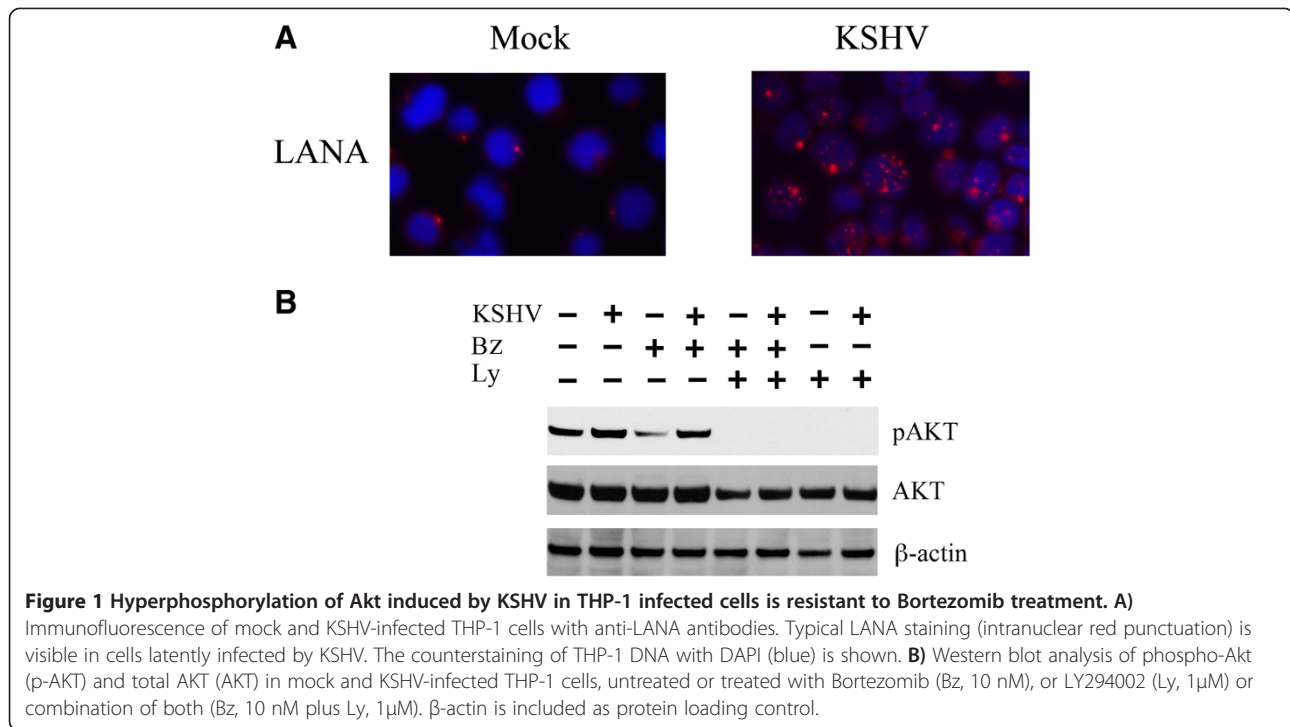 A Mock KSHV
LANA
B
KSHV − + − + − + − +
Bz − − + + + + − −
Ly − − − − + + + +
pAKT
AKT
β-actin
Figure 1 Hyperphosphorylation of Akt induced by KSHV in THP-1 infected cells is resistant to Bortezomib treatment. A)
Immunofluorescence of mock and KSHV-infected THP-1 cells with anti-LANA antibodies. Typical LANA staining (intranuclear red punctuation) is
visible in cells latently infected by KSHV. The counterstaining of THP-1 DNA with DAPI (blue) is shown. B) Western blot analysis of phospho-Akt
(p-AKT) and total AKT (AKT) in mock and KSHV-infected THP-1 cells, untreated or treated with Bortezomib (Bz, 10 nM), or LY294002 (Ly, 1μM) or
combination of both (Bz, 10 nM plus Ly, 1μM). β-actin is included as protein loading control.